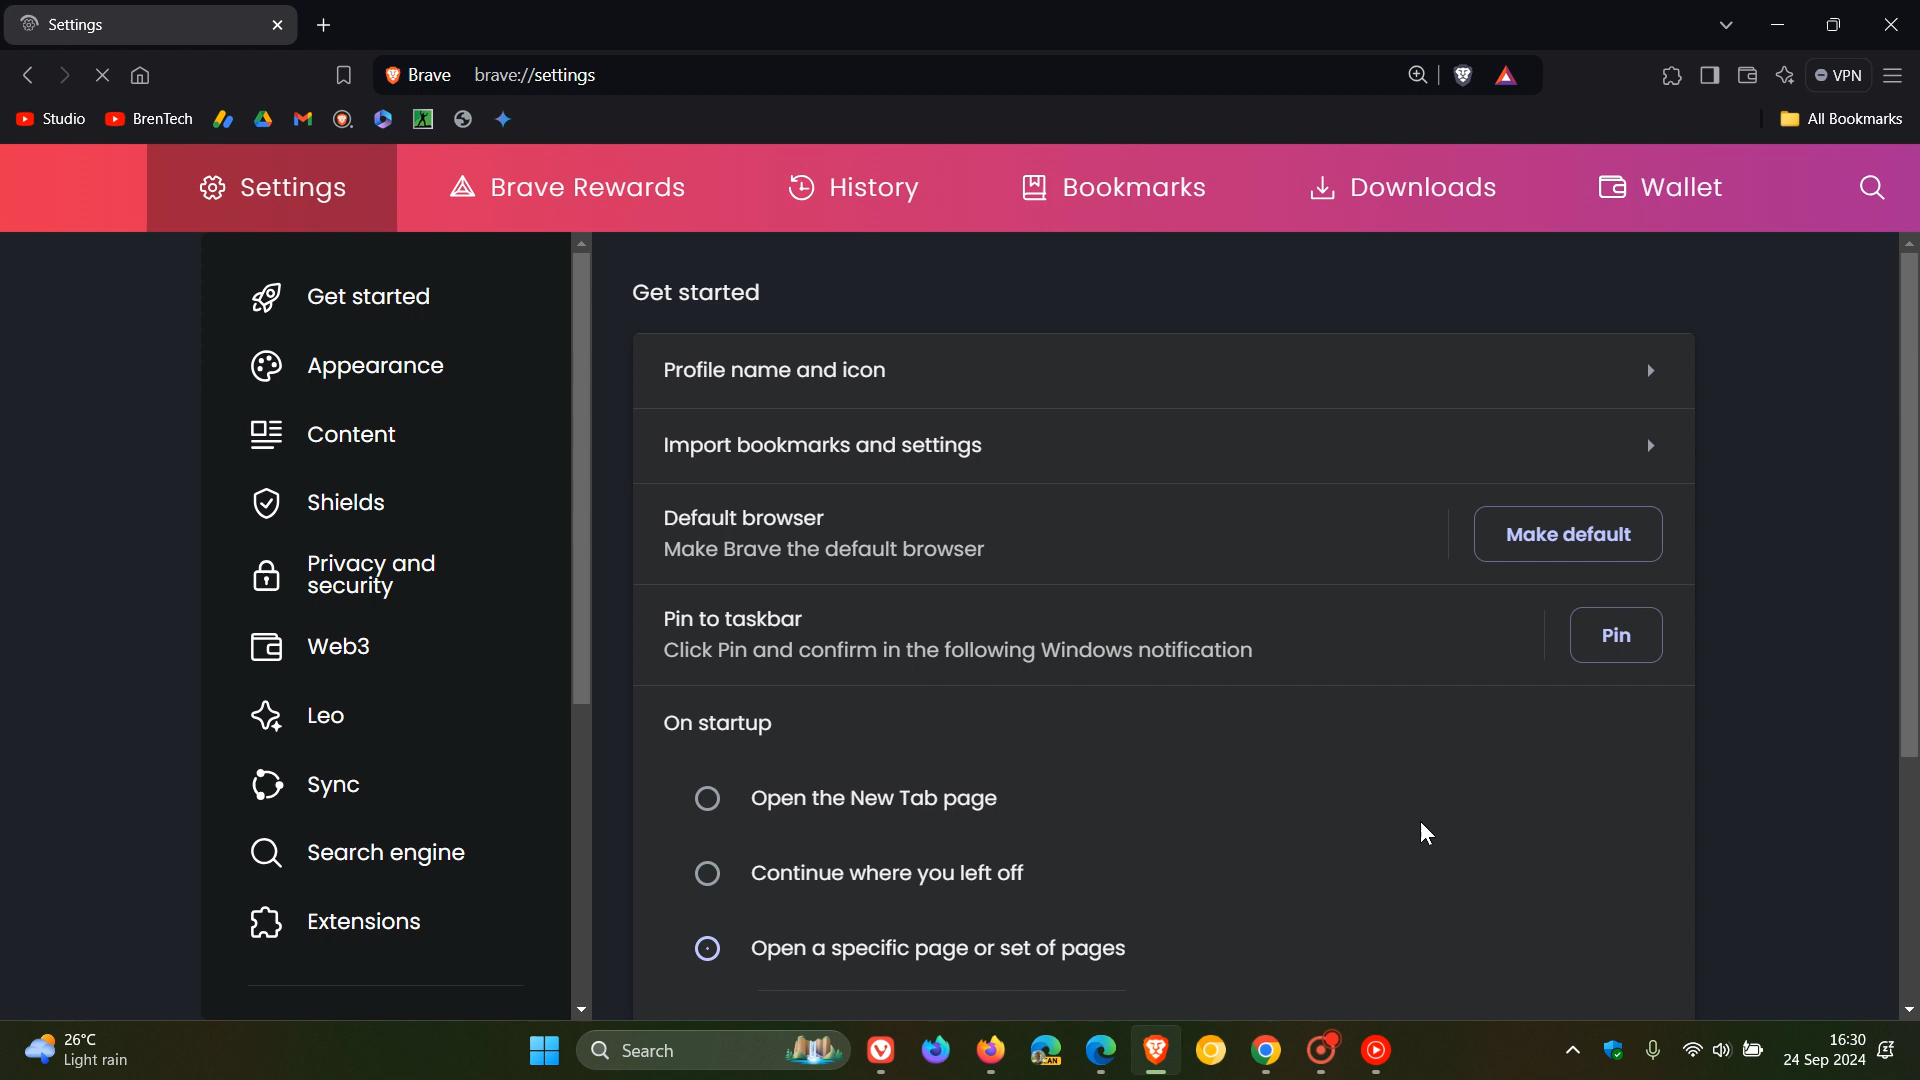 Settings
Brave brave://settings
VPN
Studio BrenTech
All Bookmarks
Settings Brave Rewards History Bookmarks Downloads Wallet
Get started
Appearance
Content
Shields
Privacy and
security
Web3
Leo
Sync
Search engine
Extensions
Get started
Profile name and icon
Import bookmarks and settings
Default browser
Make Brave the default browser
Make default
Pin to taskbar
Click Pin and confirm in the following Windows notification
Pin
On startup
Open the New Tab page
Continue where you left off
Open a specific page or set of pages
26°C
Light rain
Search
CAN
16:30
24 Sep 2024